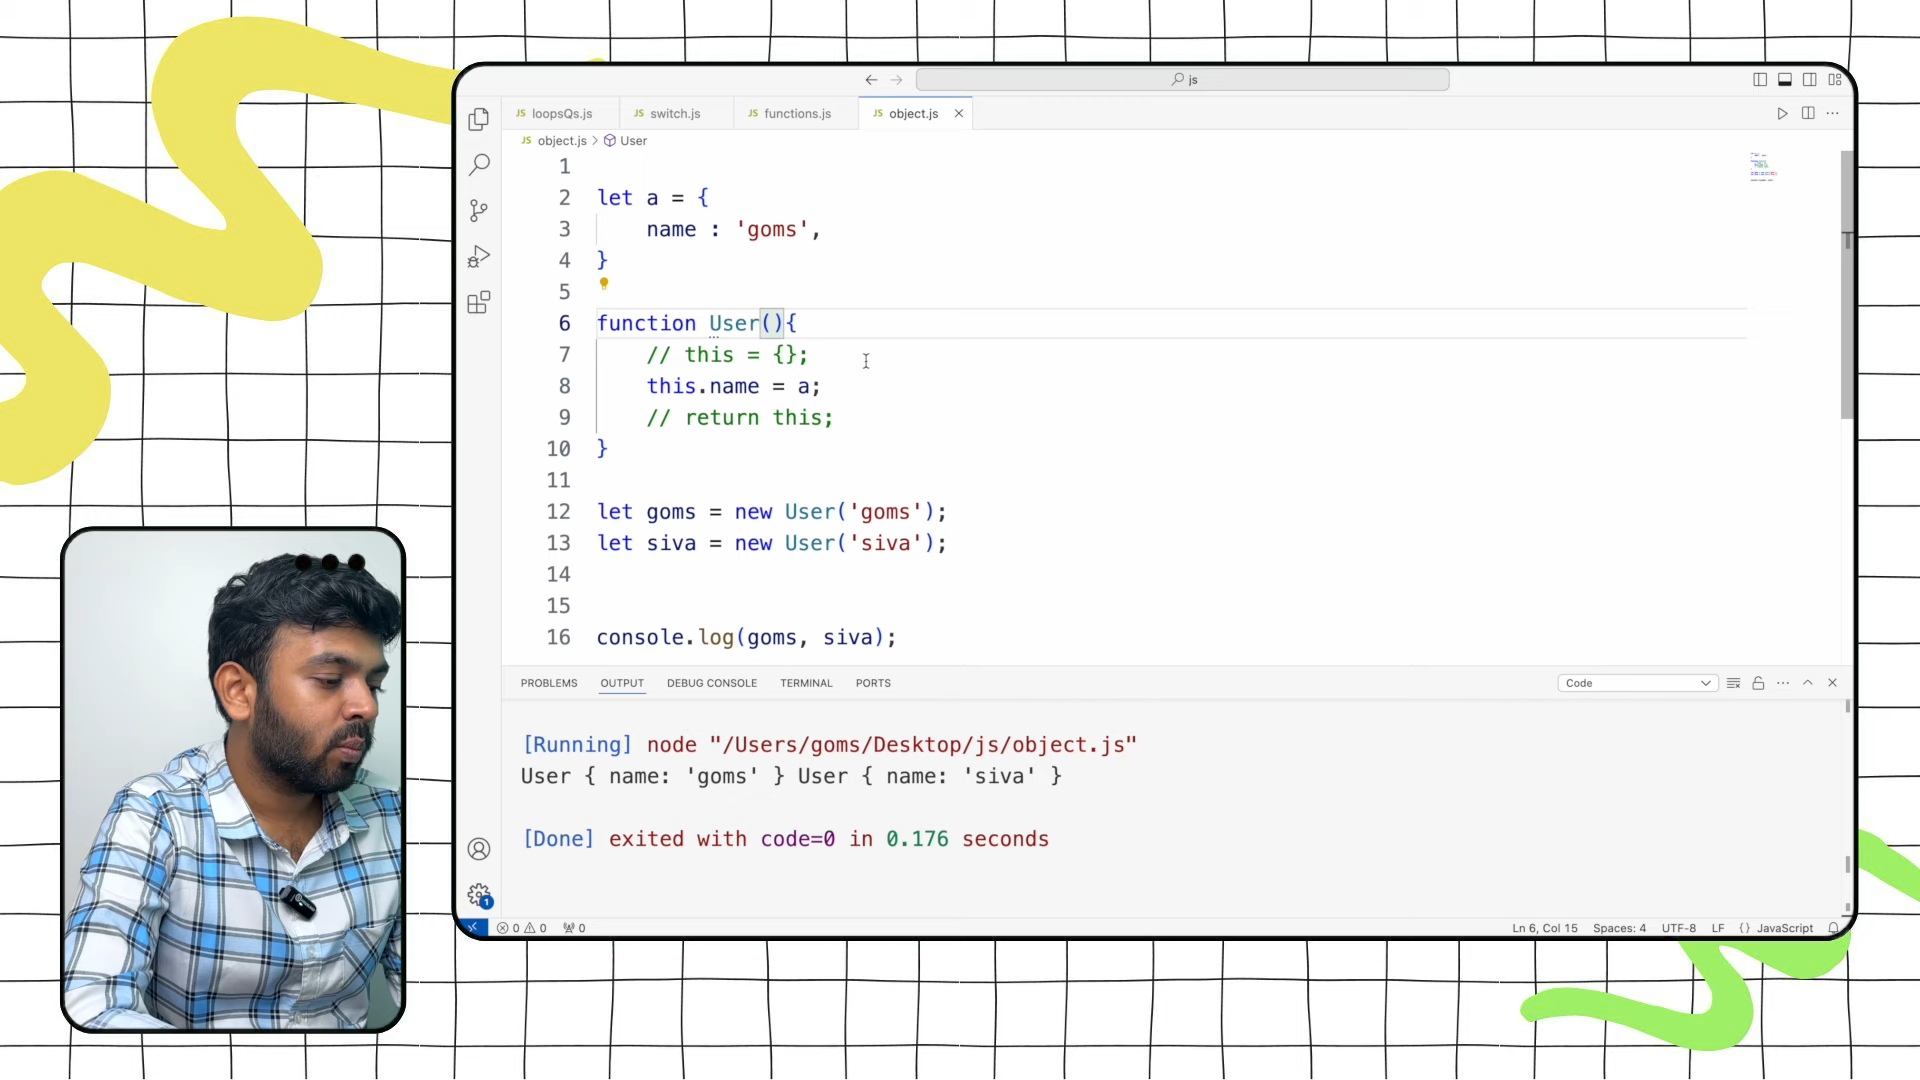 js
JS loopsQs.js
JS switch.js
JS functions.js
JS object.js
JS object.js > User
1
2 let a = {
3 name : 'goms',
4 }
5
6 function User(){
7 // this = {};
8 this.name = a;
9 // return this;
10 }
11
12 let goms = new User('goms');
13 let siva = new User('siva');
14
15
16 console.log(goms, siva);
PROBLEMS OUTPUT DEBUG CONSOLE TERMINAL PORTS
Code
[Running] node "/Users/goms/Desktop/js/object.js"
User { name: 'goms' } User { name: 'siva' }
[Done] exited with code=0 in 0.176 seconds
1
0 0 0 Ln 6, Col 15 Spaces: 4 UTF-8 LF {} JavaScript